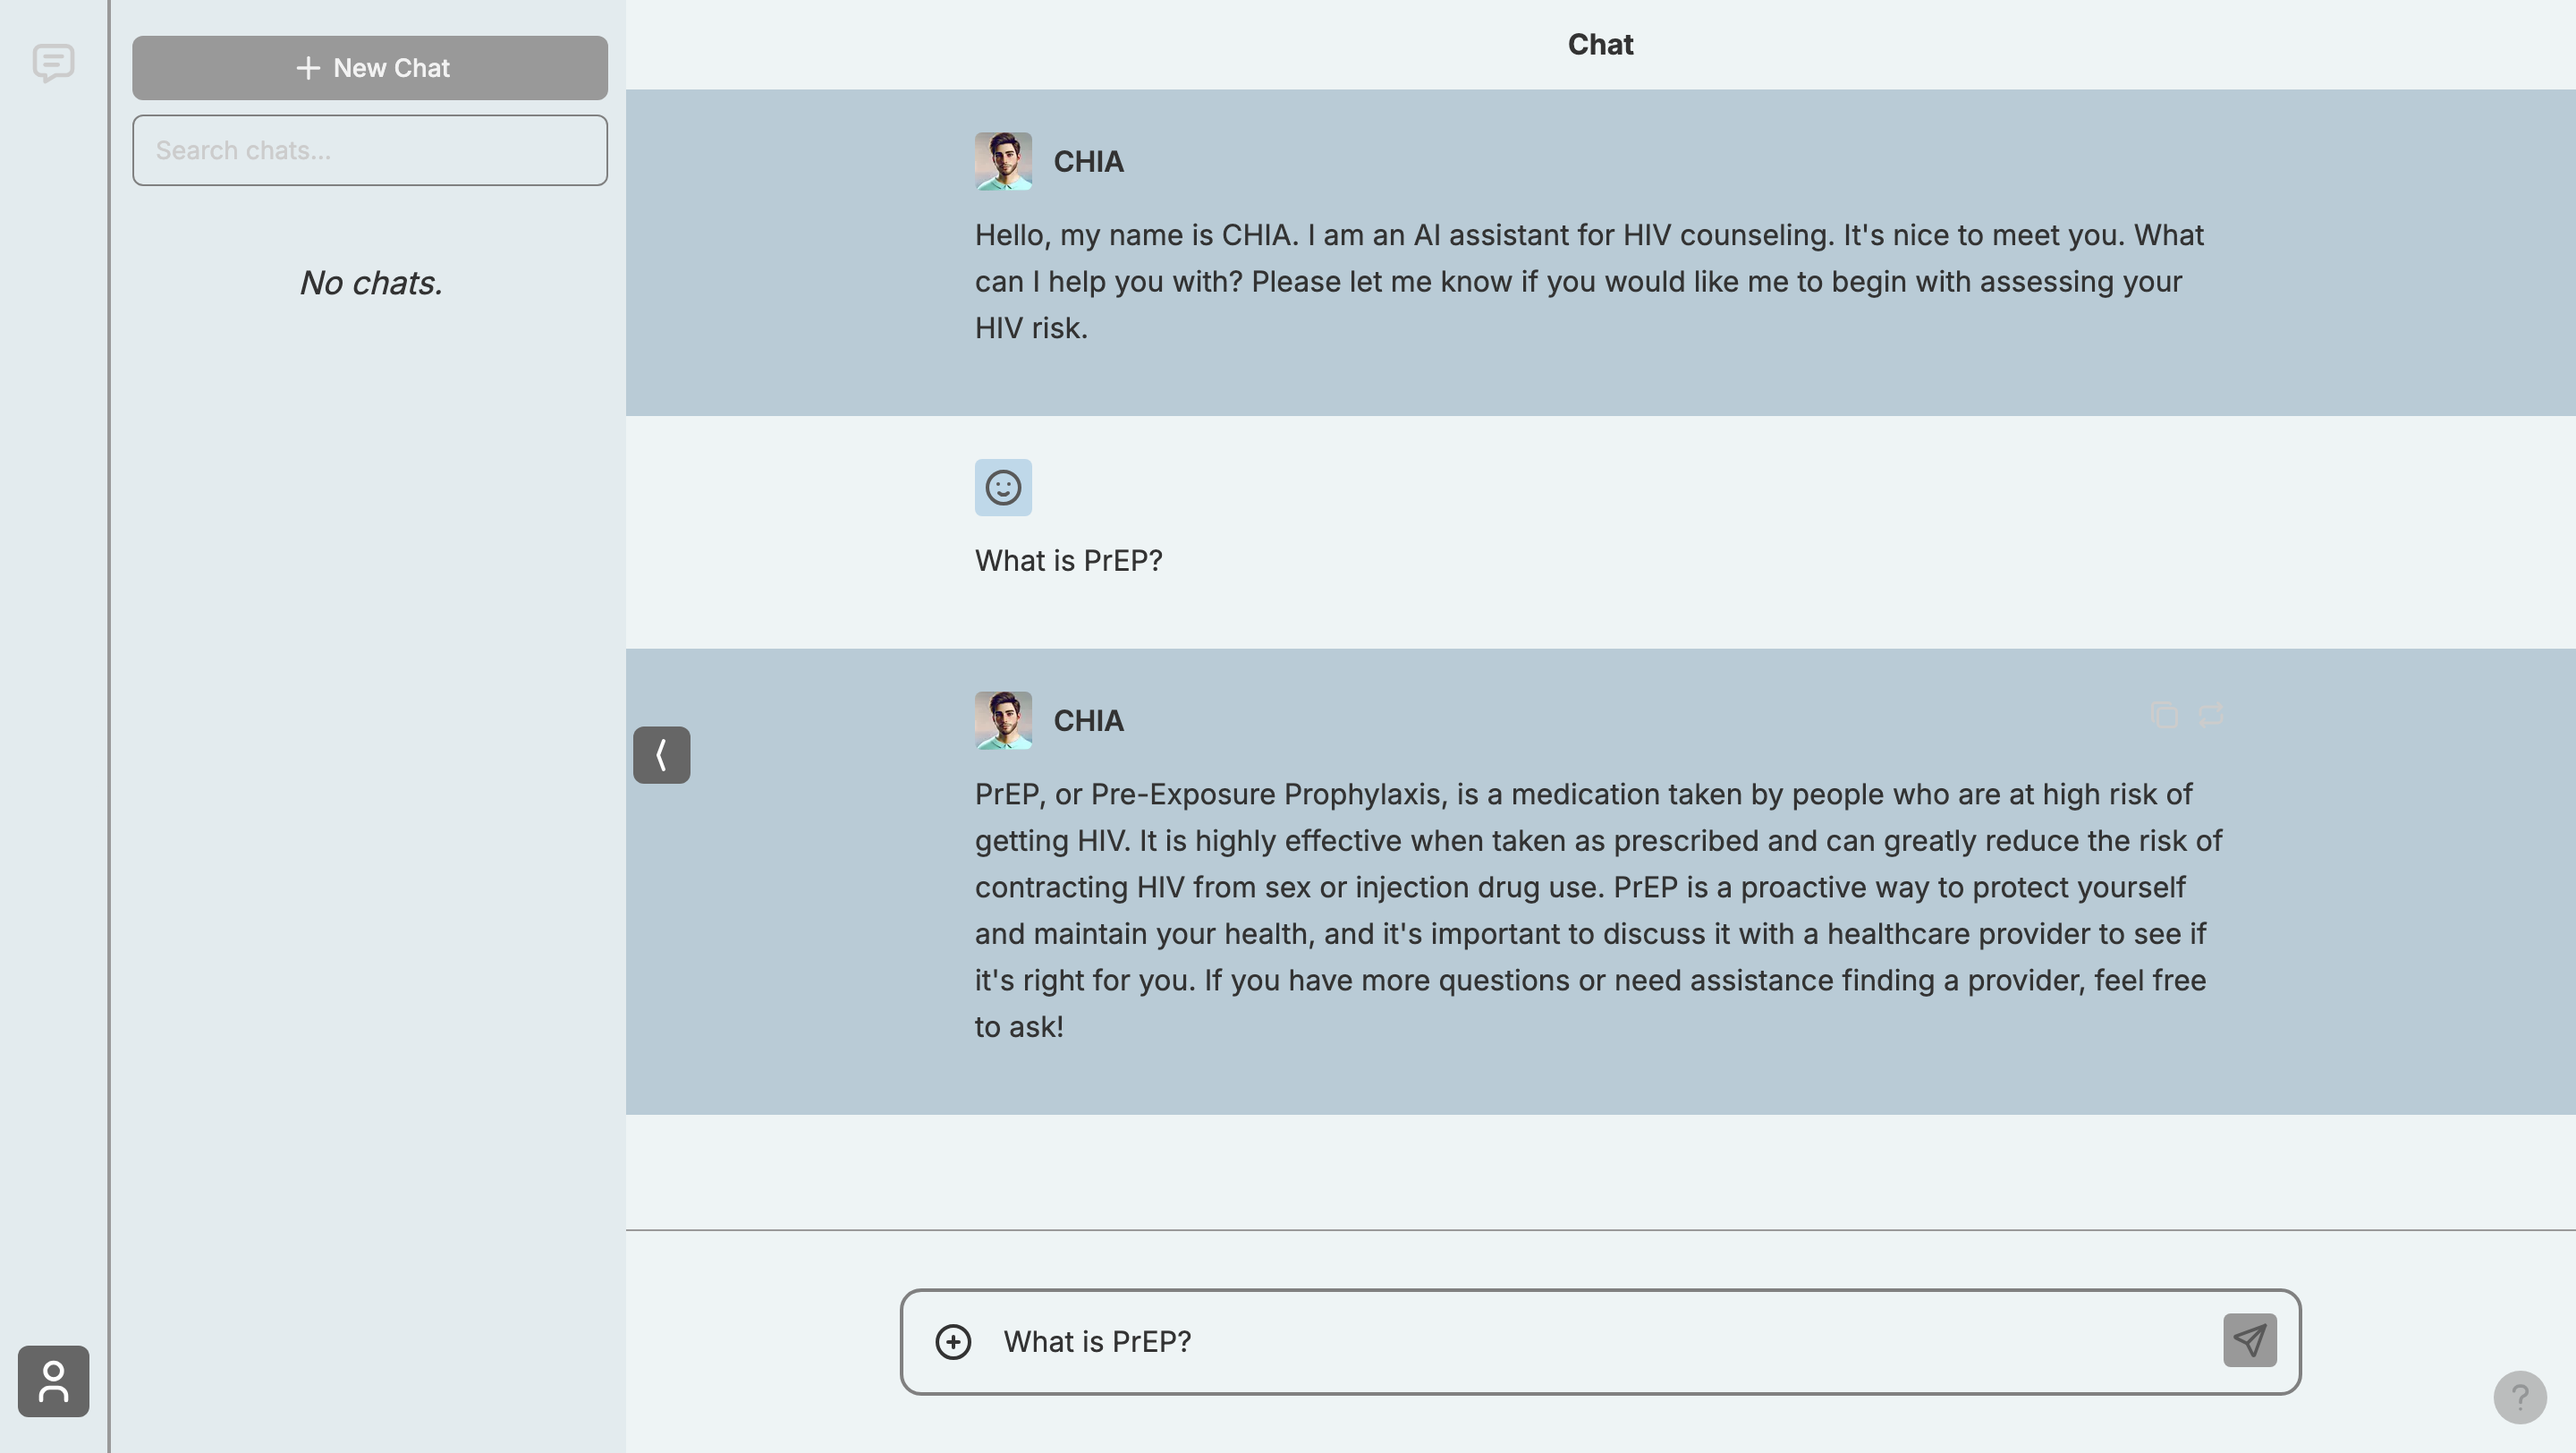 New Chat
Search chats...
No chats.
Chat
CHIA
Hello, my name is CHIA. I am an AI assistant for HIV counseling. It's nice to meet you. What
can I help you with? Please let me know if you would like me to begin with assessing your
HIV risk.
What is PrEP?
CHIA
PrEP, or Pre-Exposure Prophylaxis, is a medication taken by people who are at high risk of
getting HIV. It is highly effective when taken as prescribed and can greatly reduce the risk of
contracting HIV from sex or injection drug use. PrEP is a proactive way to protect yourself
and maintain your health, and it's important to discuss it with a healthcare provider to see if
it's right for you. If you have more questions or need assistance finding a provider, feel free
to ask!
What is PrEP?
?